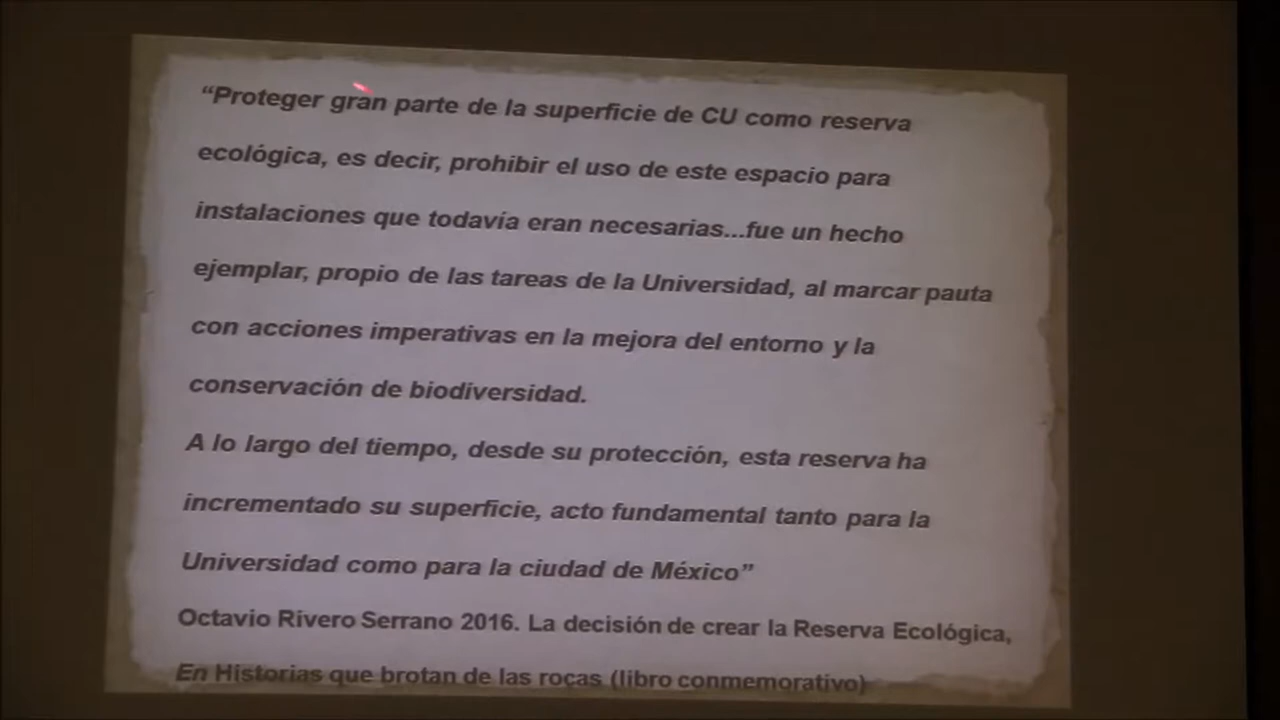 “Proteger gran parte de la superficie de CU como reserva
ecológica, es decir, prohibir el uso de este espacio para
instalaciones que todavía eran necesarias...fue un hecho
ejemplar, propio de las tareas de la Universidad, al marcar pauta
con acciones imperativas en la mejora del entorno y la
conservación de biodiversidad.
A lo largo del tiempo, desde su protección, esta reserva ha
incrementado su superficie, acto fundamental tanto para la
Universidad como para la ciudad de México”
Octavio Rivero Serrano 2016. La decisión de crear la Reserva Ecológica,
En Historias que brotan de las rocas (libro conmemorativo)